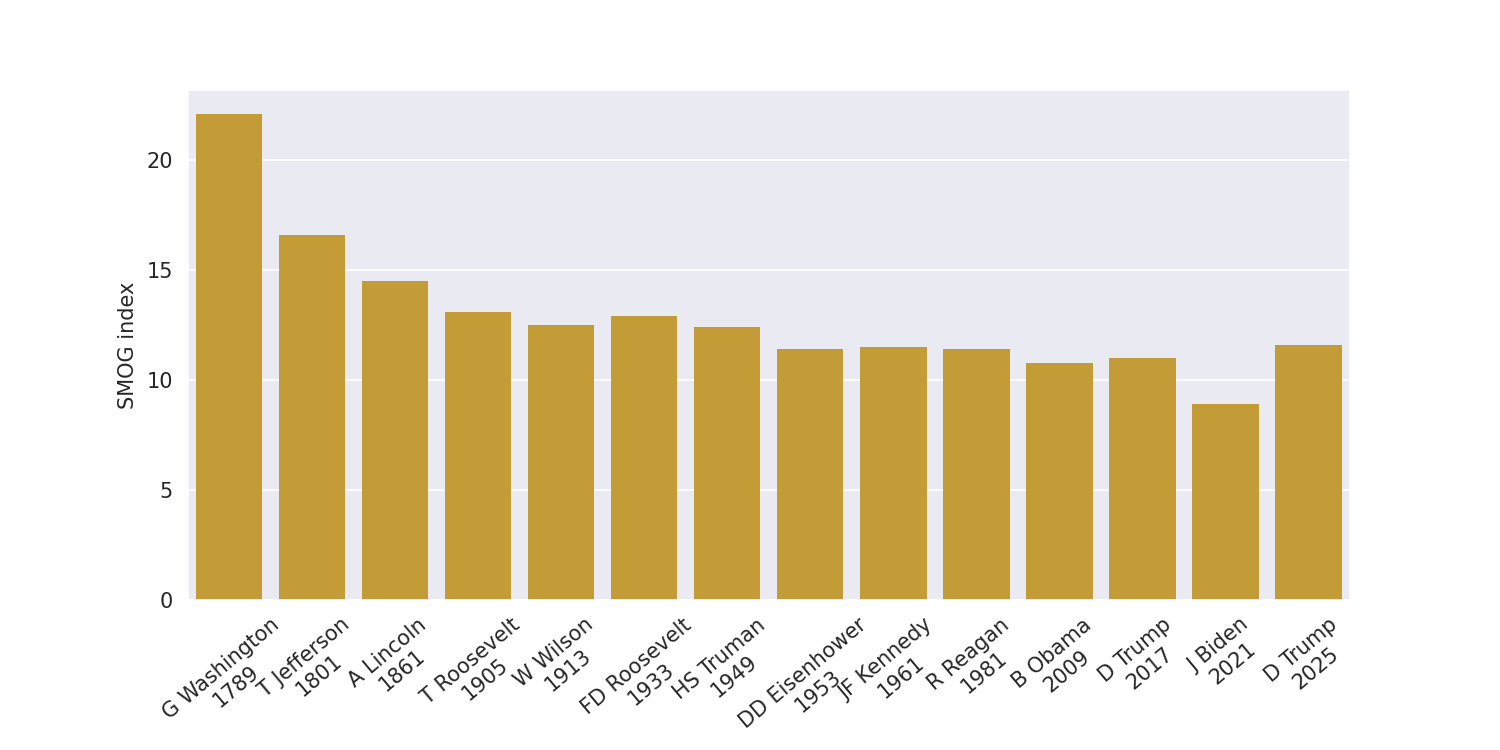 20
15
10
5
0
SMOG index
G Washington
1789
T Jefferson
1801
A Lincoln
1861
T Roosevelt
1905
W Wilson
1913
FD Roosevelt
1933
HS Truman
1949
DD Eisenhower
1953
JF Kennedy
1961
R Reagan
1981
B Obama
2009
D Trump
2017
J Biden
2021
D Trump
2025